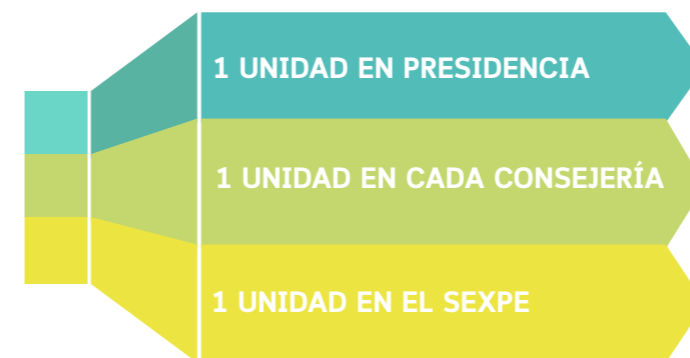 1 UNIDAD EN PRESIDENCIA
1 UNIDAD EN CADA CONSEJERÍA
1 UNIDAD EN EL SEXPE